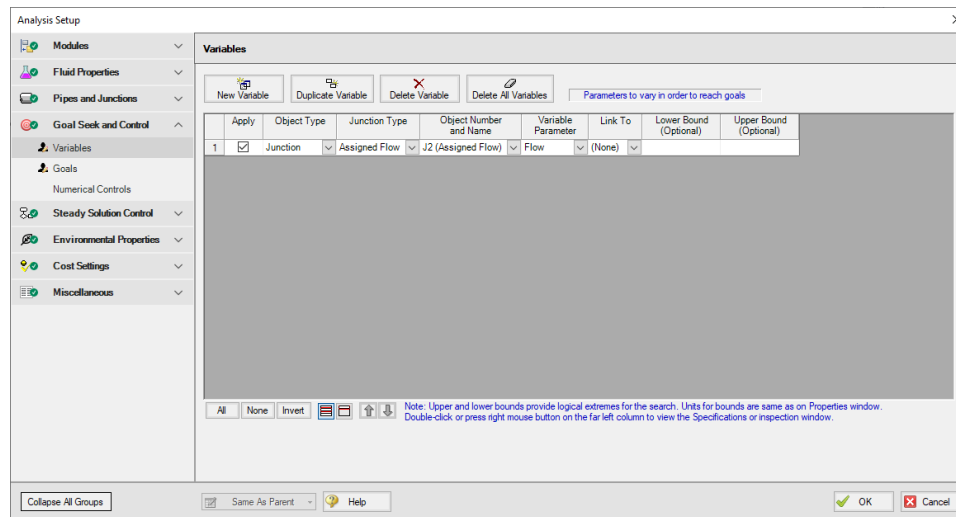 Analysis Setup
Modules
Fluid Properties
Pipes and Junctions
Goal Seek and Control
Variables
Goals
Numerical Controls
Steady Solution Control
Environmental Properties
Cost Settings
Miscellaneous
Variables
New Variable
Duplicate Variable
Delete Variable
Delete All Variables
Parameters to vary in order to reach goals
Apply
Object Type
Junction Type
Object Number
and Name
Variable
Parameter
Link To
Lower Bound
(Optional)
Upper Bound
(Optional)
1
Junction
Assigned Flow
J2 (Assigned Flow)
Flow
(None)
All
None
Invert
Note: Upper and lower bounds provide logical extremes for the search. Units for bounds are same as on Properties window.
Double-click or press right mouse button on the far left column to view the Specifications or inspection window.
Collapse All Groups
Same As Parent
Help
OK
Cancel